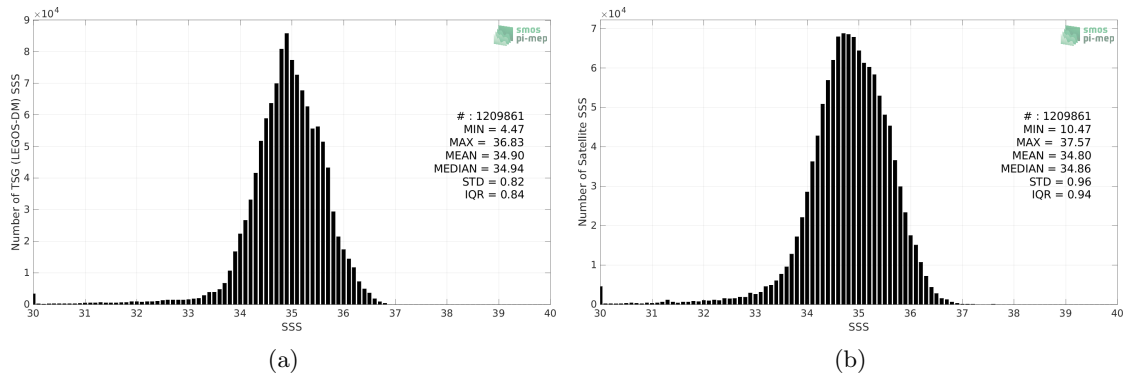 ×10⁴
9
8
7
6
5
4
3
2
1
0
Number of TSG (LEGOS-DM) SSS
smos
pi-mep
# : 1209861
MIN = 4.47
MAX = 36.83
MEAN = 34.90
MEDIAN = 34.94
STD = 0.82
IQR = 0.84
30 31 32 33 34 35 36 37 38 39 40
SSS
(a)
×10⁴
7
6
5
4
3
2
1
0
Number of Satellite SSS
smos
pi-mep
# : 1209861
MIN = 10.47
MAX = 37.57
MEAN = 34.80
MEDIAN = 34.86
STD = 0.96
IQR = 0.94
30 31 32 33 34 35 36 37 38 39 40
SSS
(b)